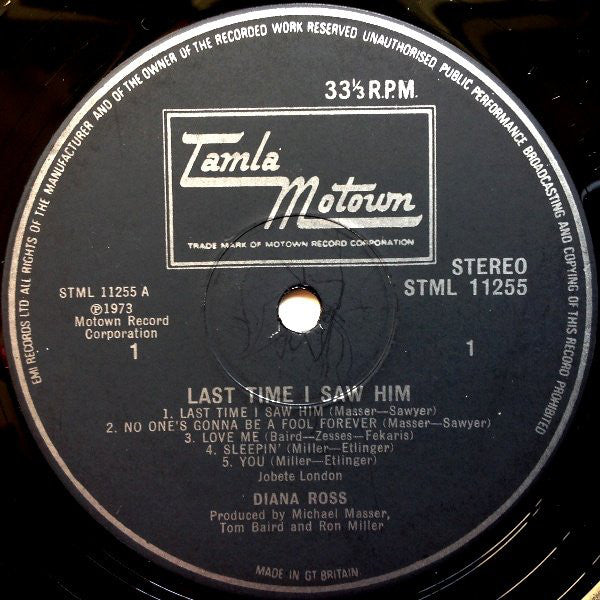 EMI RECORDS LTD ALL RIGHTS OF THE MANUFACTURER AND OF THE OWNER OF THE RECORDED WORK RESERVED UNAUTHORISED PUBLIC PERFORMANCE BROADCASTING AND COPYING OF THIS RECORD PROHIBITED
33⅓ R.P.M.
Tamla
Motown
TRADE MARK OF MOTOWN RECORD CORPORATION
STEREO
STML 11255 A
STML 11255
℗1973
Motown Record
Corporation
1
1
LAST TIME I SAW HIM
1. LAST TIME I SAW HIM (Masser—Sawyer)
2. NO ONE'S GONNA BE A FOOL FOREVER (Masser—Sawyer)
3. LOVE ME (Baird—Zesses—Fekaris)
4. SLEEPIN' (Miller—Etlinger)
5. YOU (Miller—Etlinger)
Jobete London
DIANA ROSS
Produced by Michael Masser,
Tom Baird and Ron Miller
MADE IN GT BRITAIN